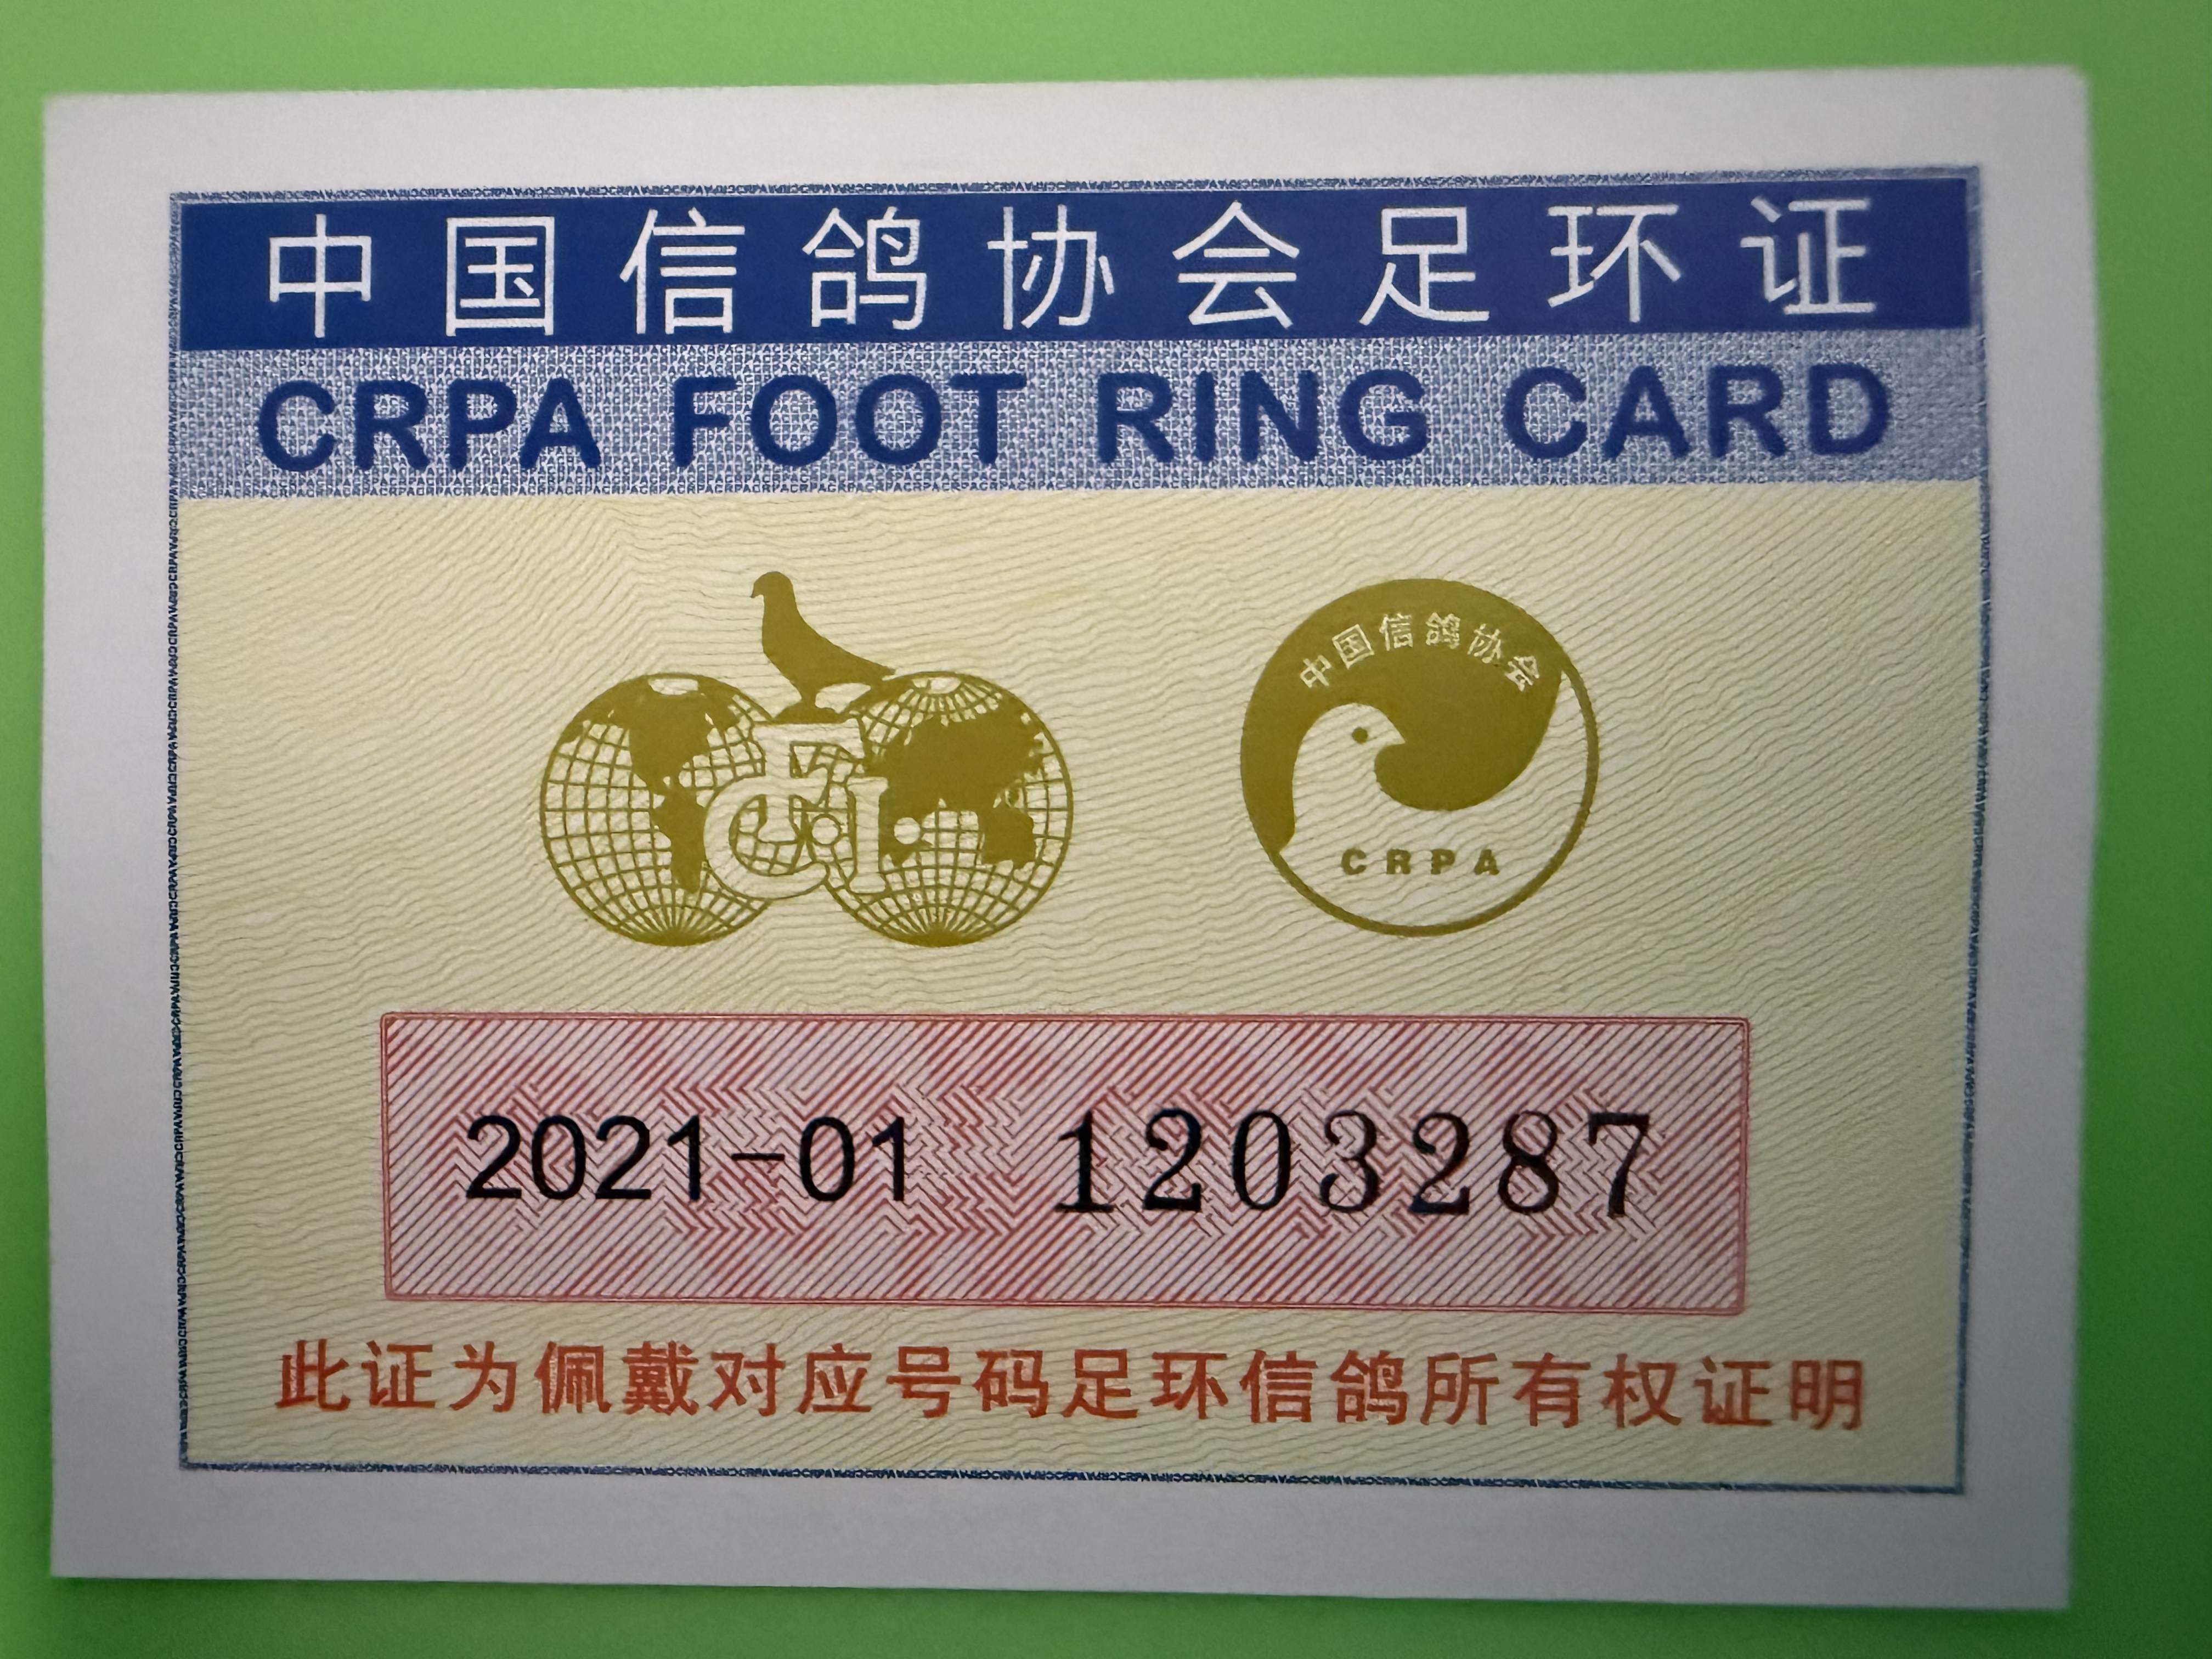 中国信鸽协会足环证
CRPA FOOT RING CARD
中国信鸽协会
CRPA
2021-01 1203287
此证为佩戴对应号码足环信鸽所有权证明